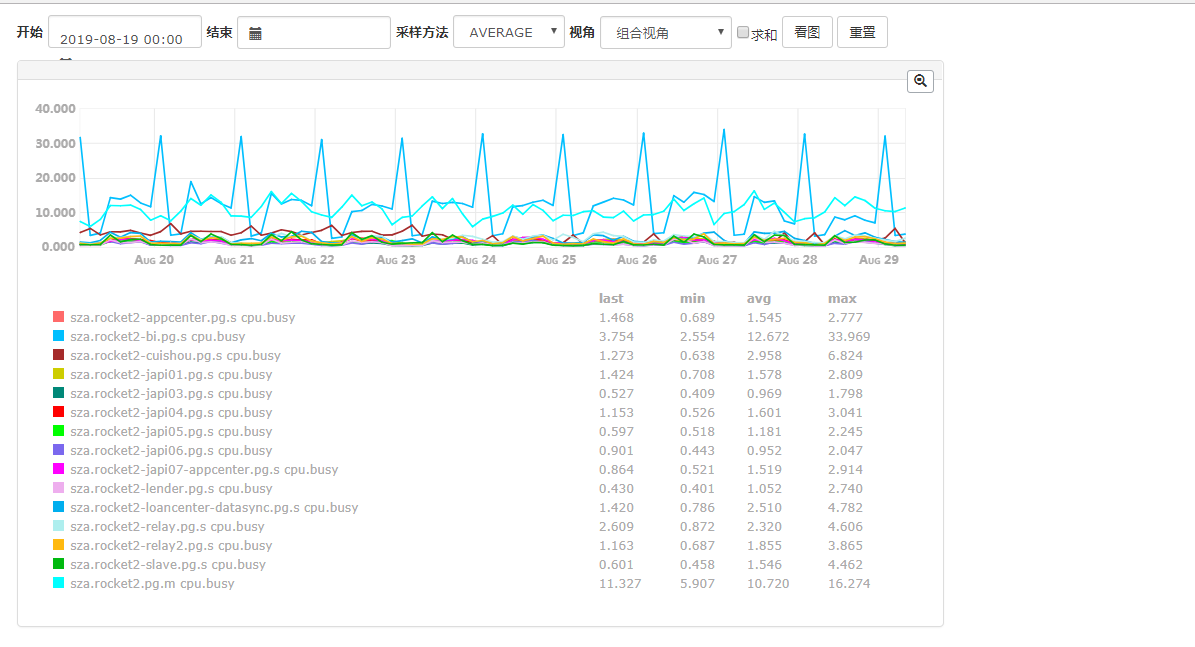 开始 2019-08-19 00:00 结束 采样方法 AVERAGE 视角 组合视角 求和 看图 重置
40.000
30.000
20.000
10.000
0.000
Aug 20 Aug 21 Aug 22 Aug 23 Aug 24 Aug 25 Aug 26 Aug 27 Aug 28 Aug 29
last min avg max
sza.rocket2-appcenter.pg.s cpu.busy 1.468 0.689 1.545 2.777
sza.rocket2-bi.pg.s cpu.busy 3.754 2.554 12.672 33.969
sza.rocket2-cuishou.pg.s cpu.busy 1.273 0.638 2.958 6.824
sza.rocket2-japi01.pg.s cpu.busy 1.424 0.708 1.578 2.809
sza.rocket2-japi03.pg.s cpu.busy 0.527 0.409 0.969 1.798
sza.rocket2-japi04.pg.s cpu.busy 1.153 0.526 1.601 3.041
sza.rocket2-japi05.pg.s cpu.busy 0.597 0.518 1.181 2.245
sza.rocket2-japi06.pg.s cpu.busy 0.901 0.443 0.952 2.047
sza.rocket2-japi07-appcenter.pg.s cpu.busy 0.864 0.521 1.519 2.914
sza.rocket2-lender.pg.s cpu.busy 0.430 0.401 1.052 2.740
sza.rocket2-loancenter-datasync.pg.s cpu.busy 1.420 0.786 2.510 4.782
sza.rocket2-relay.pg.s cpu.busy 2.609 0.872 2.320 4.606
sza.rocket2-relay2.pg.s cpu.busy 1.163 0.687 1.855 3.865
sza.rocket2-slave.pg.s cpu.busy 0.601 0.458 1.546 4.462
sza.rocket2.pg.m cpu.busy 11.327 5.907 10.720 16.274